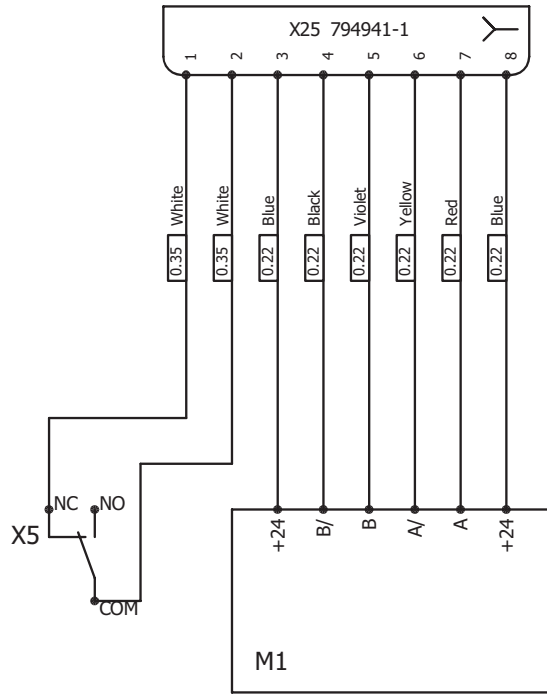 X25 794941-1
1 2 3 4 5 6 7 8
White White Blue Black Violet Yellow Red Blue
0.35 0.35 0.22 0.22 0.22 0.22 0.22 0.22
NC NO
X5
COM
+24 B/ B A/ A +24
M1